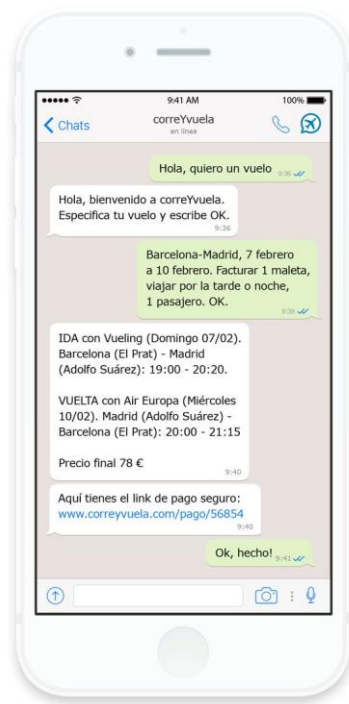 9:41 AM
100%
Chats
correYvuela
en línea
Hola, quiero un vuelo
9:36
Hola, bienvenido a correYvuela.
Especifica tu vuelo y escribe OK.
9:36
Barcelona-Madrid, 7 febrero
a 10 febrero. Facturar 1 maleta,
viajar por la tarde o noche,
1 pasajero. OK.
9:39
IDA con Vueling (Domingo 07/02).
Barcelona (El Prat) - Madrid
(Adolfo Suárez): 19:00 - 20:20.
VUELTA con Air Europa (Miércoles
10/02). Madrid (Adolfo Suárez) -
Barcelona (El Prat): 20:00 - 21:15
Precio final 78 €
9:40
Aquí tienes el link de pago seguro:
www.correyvuela.com/pago/56854
9:40
Ok, hecho!
9:41